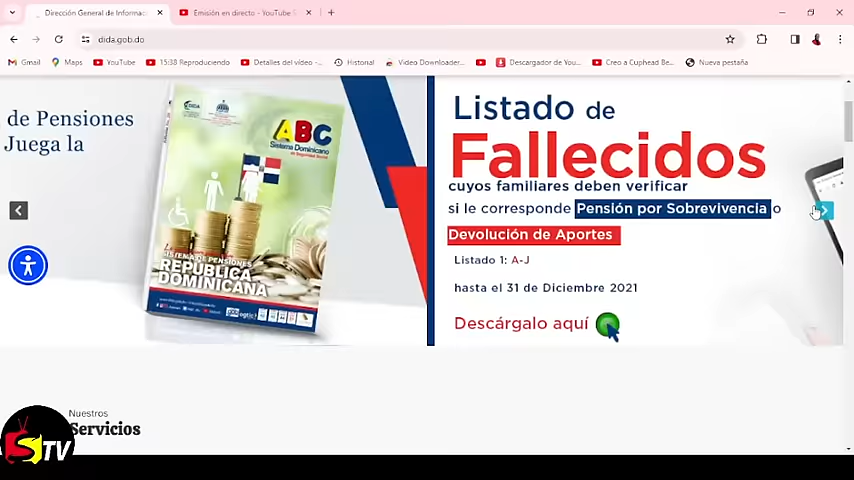 Dirección General de Informac
Emisión en directo - YouTube
dida.gob.do
Gmail
Maps
YouTube
15:38 Reproduciendo
Detalles del vídeo -...
Historial
Video Downloader...
Descargador de You...
Creo a Cuphead Be...
Nueva pestaña
de Pensiones
Juega la
DIDA
ABC
Sistema Dominicano
de Seguridad Social
SISTEMA DE PENSIONES
REPÚBLICA
DOMINICANA
Listado de
Fallecidos
cuyos familiares deben verificar
si le corresponde Pensión por Sobrevivencia o
Devolución de Aportes
Listado 1: A-J
hasta el 31 de Diciembre 2021
Descárgalo aquí
Nuestros
Servicios
STV